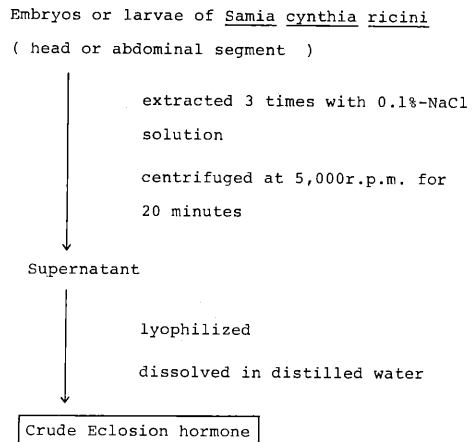 Embryos or larvae of Samia cynthia ricini
( head or abdominal segment )
extracted 3 times with 0.1%-NaCl
solution
centrifuged at 5,000r.p.m. for
20 minutes
Supernatant
lyophilized
dissolved in distilled water
Crude Eclosion hormone